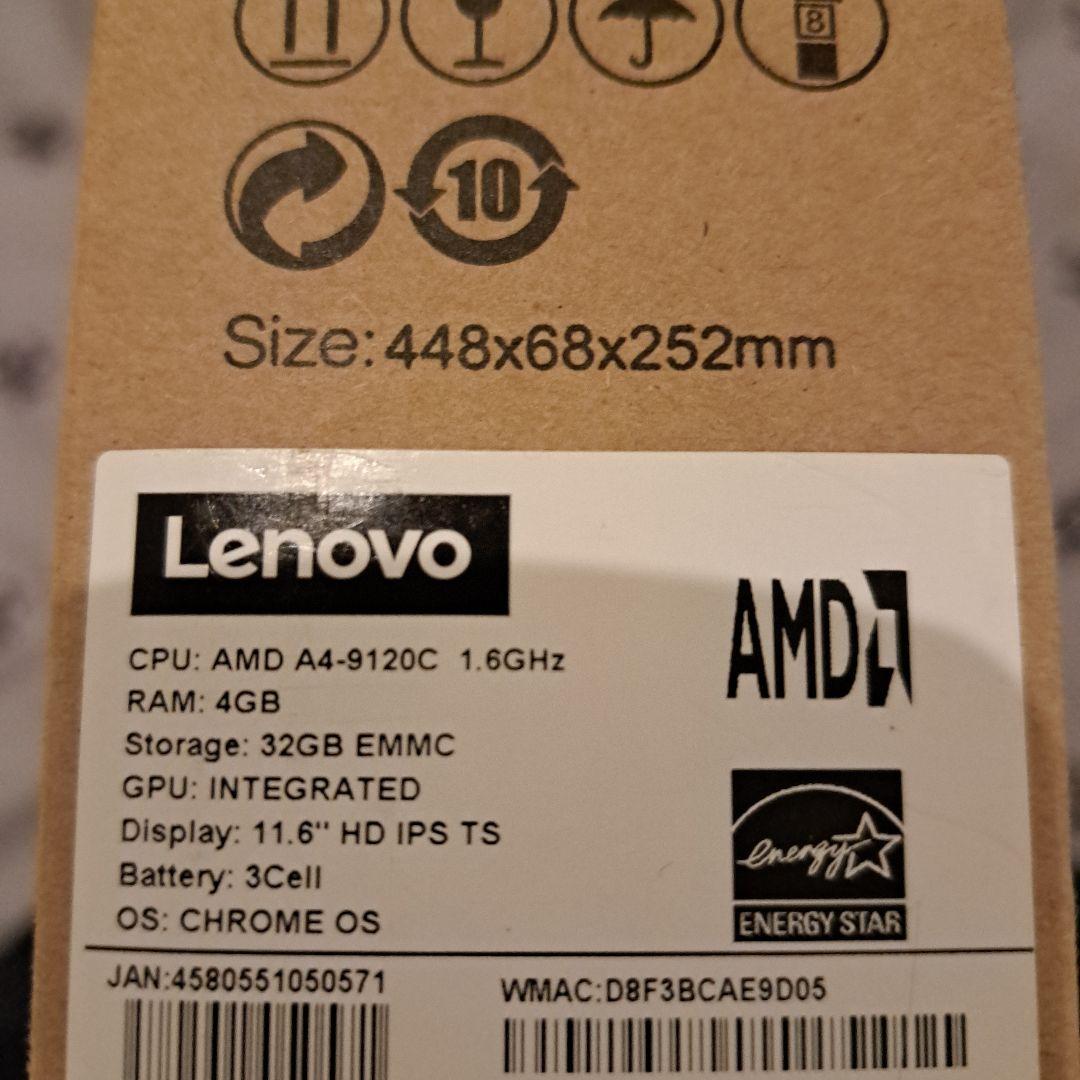 8
10
Size:448x68x252mm
Lenovo
AMD
CPU: AMD A4-9120C 1.6GHz
RAM: 4GB
Storage: 32GB EMMC
GPU: INTEGRATED
Display: 11.6" HD IPS TS
Battery: 3Cell
OS: CHROME OS
energy
ENERGY STAR
JAN:4580551050571
WMAC:D8F3BCAE9D05